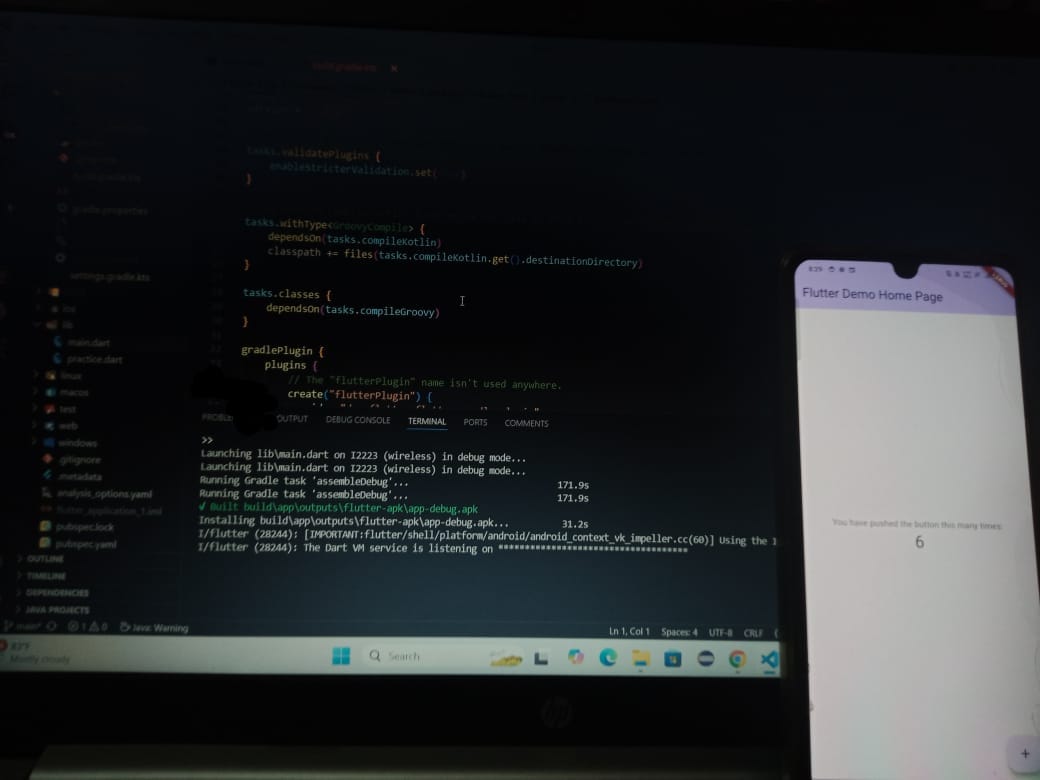 build.gradle.kts
tasks.validatePlugins {
enableStricterValidation.set(
}
tasks.withType<GroovyCompile> {
dependsOn(tasks.compileKotlin)
classpath += files(tasks.compileKotlin.get().destinationDirectory)
}
tasks.classes {
dependsOn(tasks.compileGroovy)
}
gradlePlugin {
plugins {
// The "flutterPlugin" name isn't used anywhere.
create("flutterPlugin") {
gradle.properties
settings.gradle.kts
ios
lib
main.dart
practice.dart
linux
macos
test
web
windows
.gitignore
.metadata
analysis_options.yaml
flutter_application_1.iml
pubspec.lock
pubspec.yaml
OUTLINE
TIMELINE
DEPENDENCIES
JAVA PROJECTS
OUTPUT DEBUG CONSOLE TERMINAL PORTS COMMENTS
>>
Launching lib\main.dart on I2223 (wireless) in debug mode...
Launching lib\main.dart on I2223 (wireless) in debug mode...
Running Gradle task 'assembleDebug'... 171.9s
Running Gradle task 'assembleDebug'... 171.9s
√ Built build\app\outputs\flutter-apk\app-debug.apk
Installing build\app\outputs\flutter-apk\app-debug.apk... 31.2s
I/flutter (28244): [IMPORTANT:flutter/shell/platform/android/android_context_vk_impeller.cc(60)] Using the
I/flutter (28244): The Dart VM service is listening on ************************************
main* 1 0 Java: Warning Ln 1, Col 1 Spaces: 4 UTF-8 CRLF {
83°F
Mostly cloudy
Search
hp
8:29
DEBUG
Flutter Demo Home Page
You have pushed the button this many times:
6
+